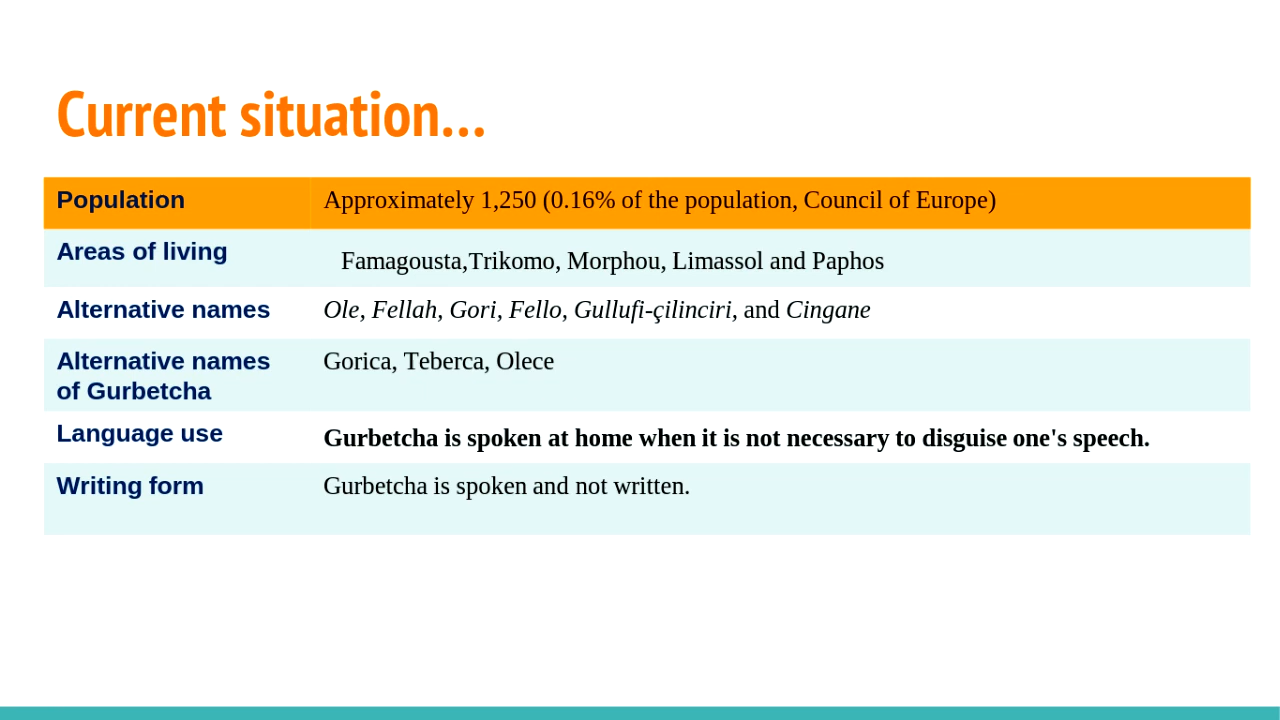 Current situation…
Population Approximately 1,250 (0.16% of the population, Council of Europe)
Areas of living Famagousta,Trikomo, Morphou, Limassol and Paphos
Alternative names Ole, Fellah, Gori, Fello, Gullufi-çilinciri, and Cingane
Alternative names Gorica, Teberca, Olece
of Gurbetcha
Language use Gurbetcha is spoken at home when it is not necessary to disguise one's speech.
Writing form Gurbetcha is spoken and not written.